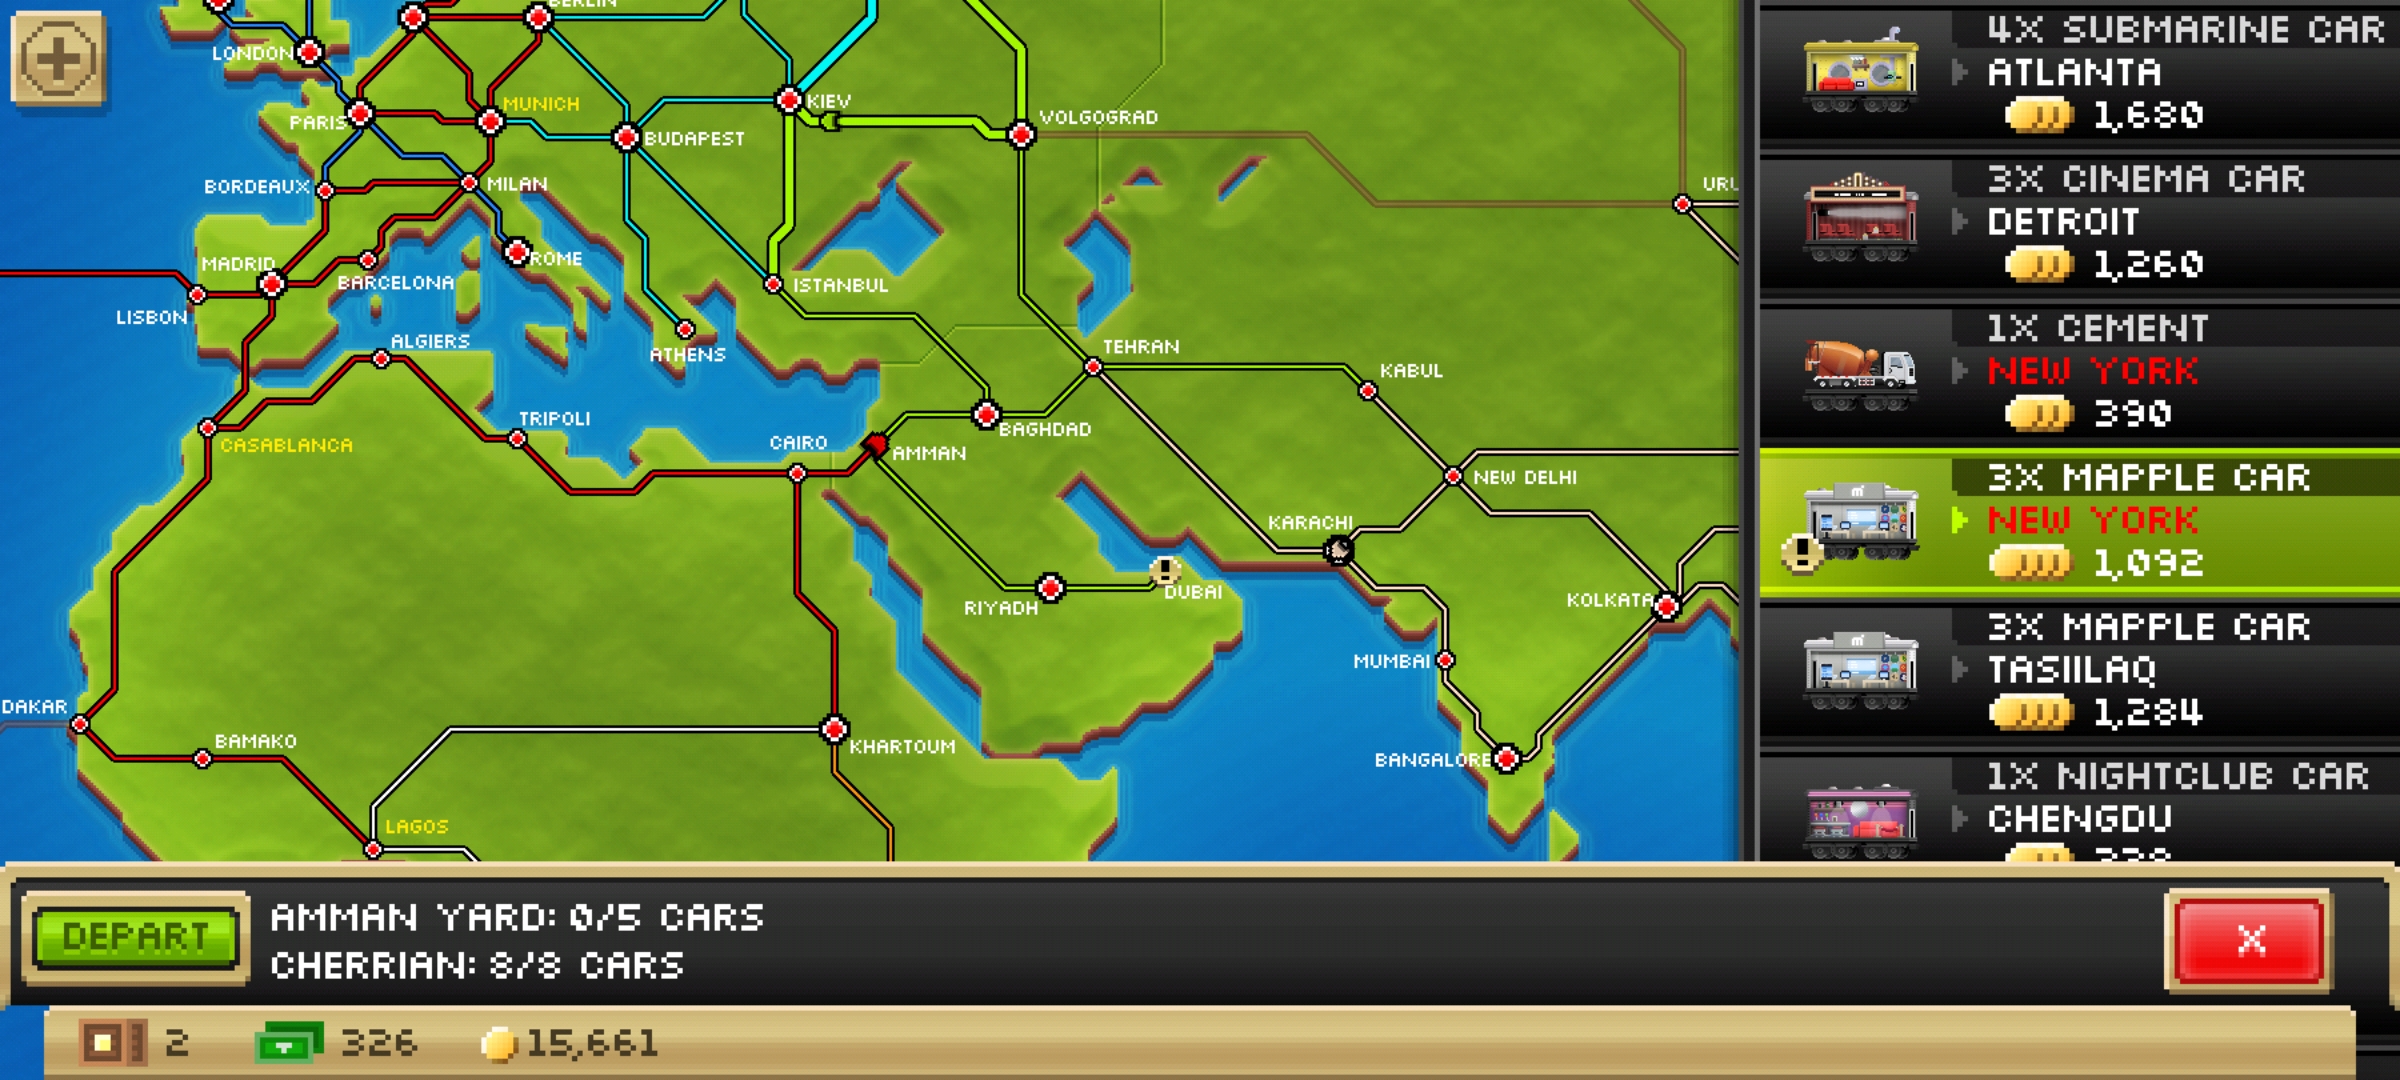 BERLIN
LONDON
PARIS
MUNICH
BUDAPEST
KIEV
VOLGOGRAD
BORDEAUX
MILAN
MADRID
ROME
BARCELONA
ISTANBUL
LISBON
ATHENS
ALGIERS
TEHRAN
KABUL
TRIPOLI
CASABLANCA
CAIRO
AMMAN
BAGHDAD
NEW DELHI
KARACHI
RIYADH
DUBAI
KOLKATA
MUMBAI
DAKAR
BAMAKO
KHARTOUM
BANGALORE
LAGOS
4X SUBMARINE CAR
ATLANTA
1,680
3X CINEMA CAR
DETROIT
1,260
1X CEMENT
NEW YORK
390
3X MAPPLE CAR
NEW YORK
1,092
3X MAPPLE CAR
TASIILAQ
1,284
1X NIGHTCLUB CAR
CHENGDU
DEPART
AMMAN YARD: 0/5 CARS
CHERRIAN: 8/8 CARS
X
2
326
15,661